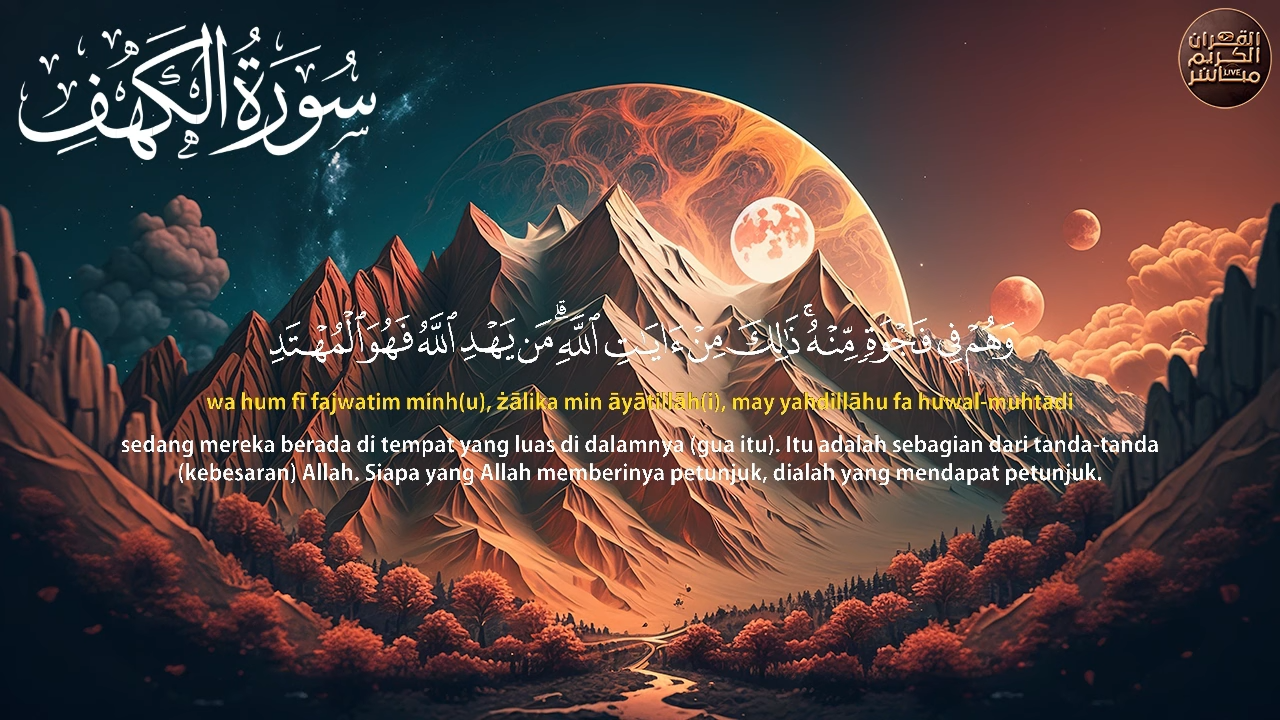 سُورَةُ الْكَهْفِ
القرآن
الكريم
LIVE
مباشر
وَهُمْ فِي فَجْوَةٍ مِّنْهُ ۚ ذَٰلِكَ مِنْ ءَايَـٰتِ ٱللَّهِ ۗ مَن يَهْدِ ٱللَّهُ فَهُوَ ٱلْمُهْتَدِ
wa hum fī fajwatim minh(u), żālika min āyātillāh(i), may yahdillāhu fa huwal-muhtadi
sedang mereka berada di tempat yang luas di dalamnya (gua itu). Itu adalah sebagian dari tanda-tanda
(kebesaran) Allah. Siapa yang Allah memberinya petunjuk, dialah yang mendapat petunjuk.